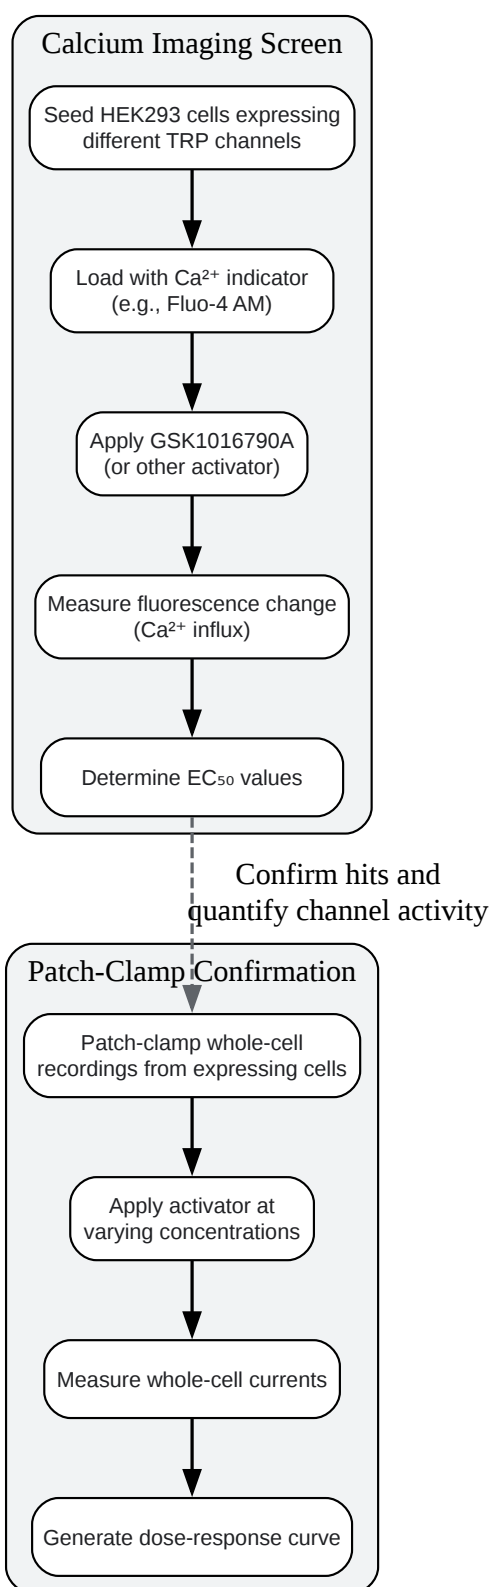 Calcium Imaging Screen
Seed HEK293 cells expressing
different TRP channels
Load with Ca²⁺ indicator
(e.g., Fluo-4 AM)
Apply GSK1016790A
(or other activator)
Measure fluorescence change
(Ca²⁺ influx)
Determine EC₅₀ values
Confirm hits and
quantify channel activity
Patch-Clamp Confirmation
Patch-clamp whole-cell
recordings from expressing cells
Apply activator at
varying concentrations
Measure whole-cell currents
Generate dose-response curve